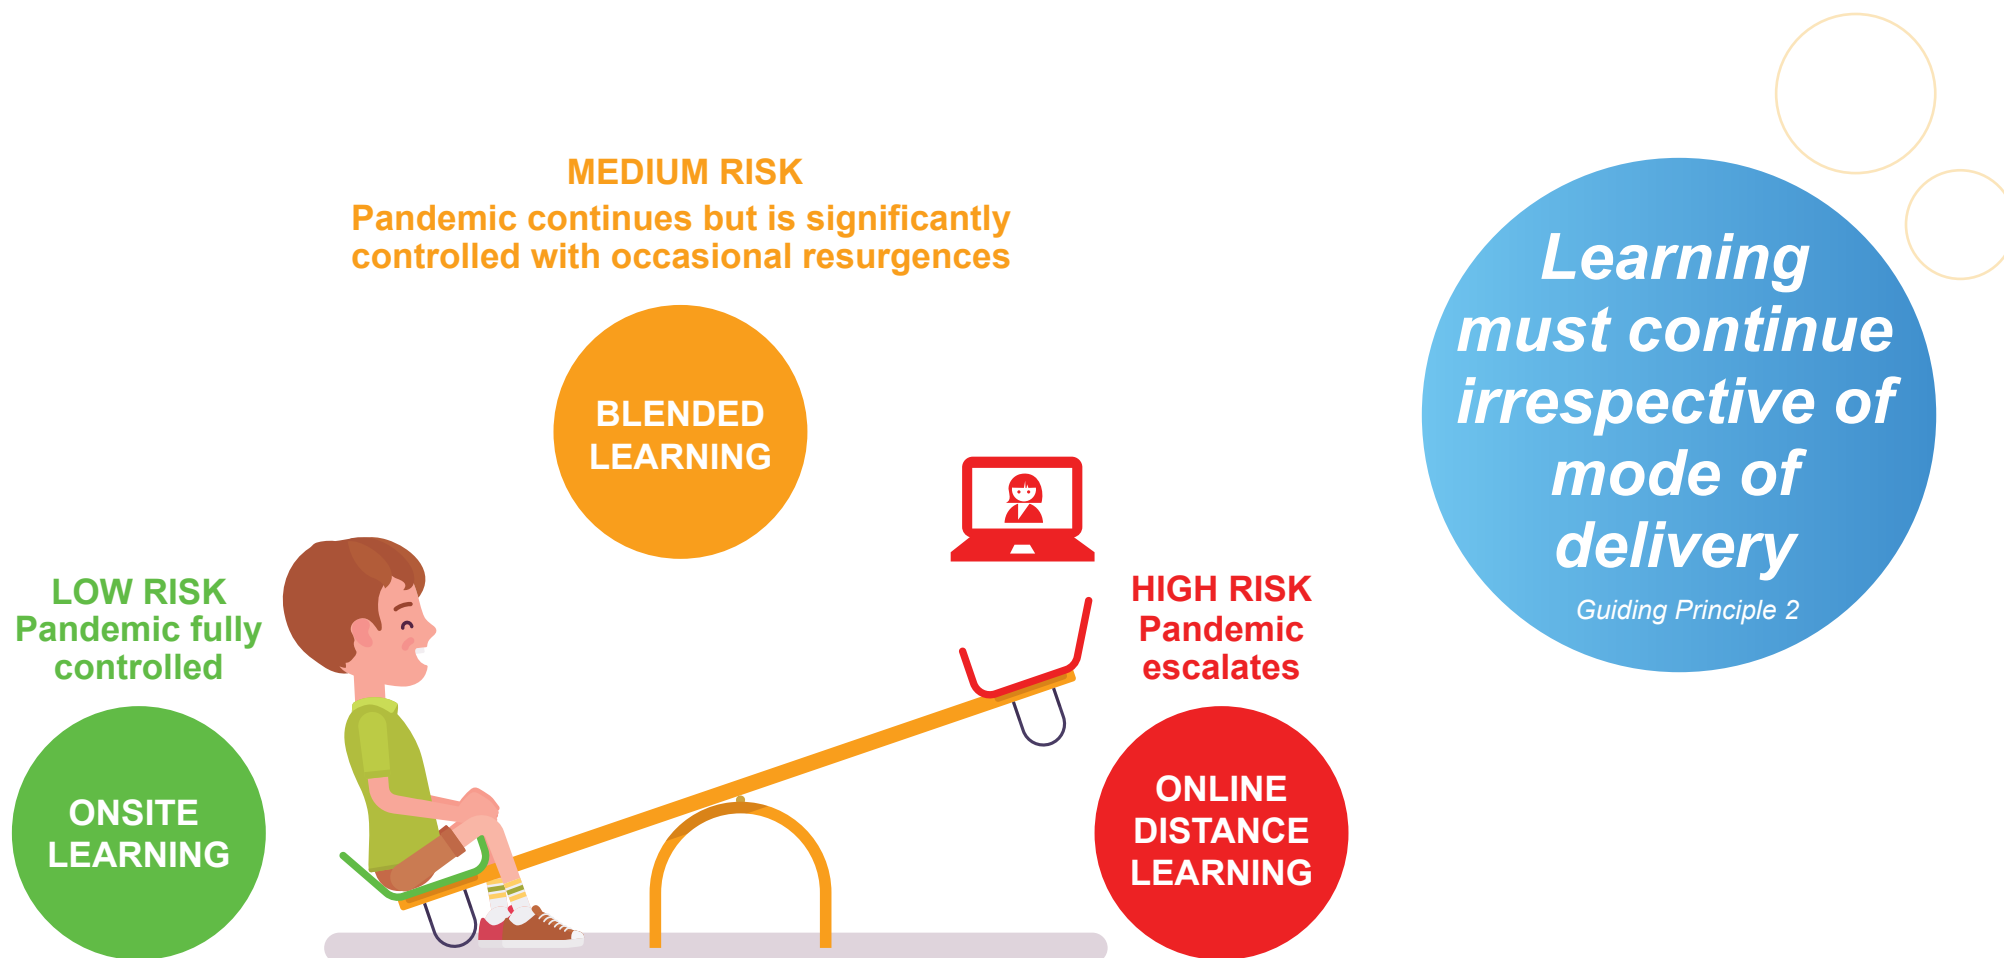 MEDIUM RISK
Pandemic continues but is significantly
controlled with occasional resurgences
BLENDED
LEARNING
LOW RISK
Pandemic fully
controlled
ONSITE
LEARNING
HIGH RISK
Pandemic
escalates
ONLINE
DISTANCE
LEARNING
Learning
must continue
irrespective of
mode of
delivery
Guiding Principle 2